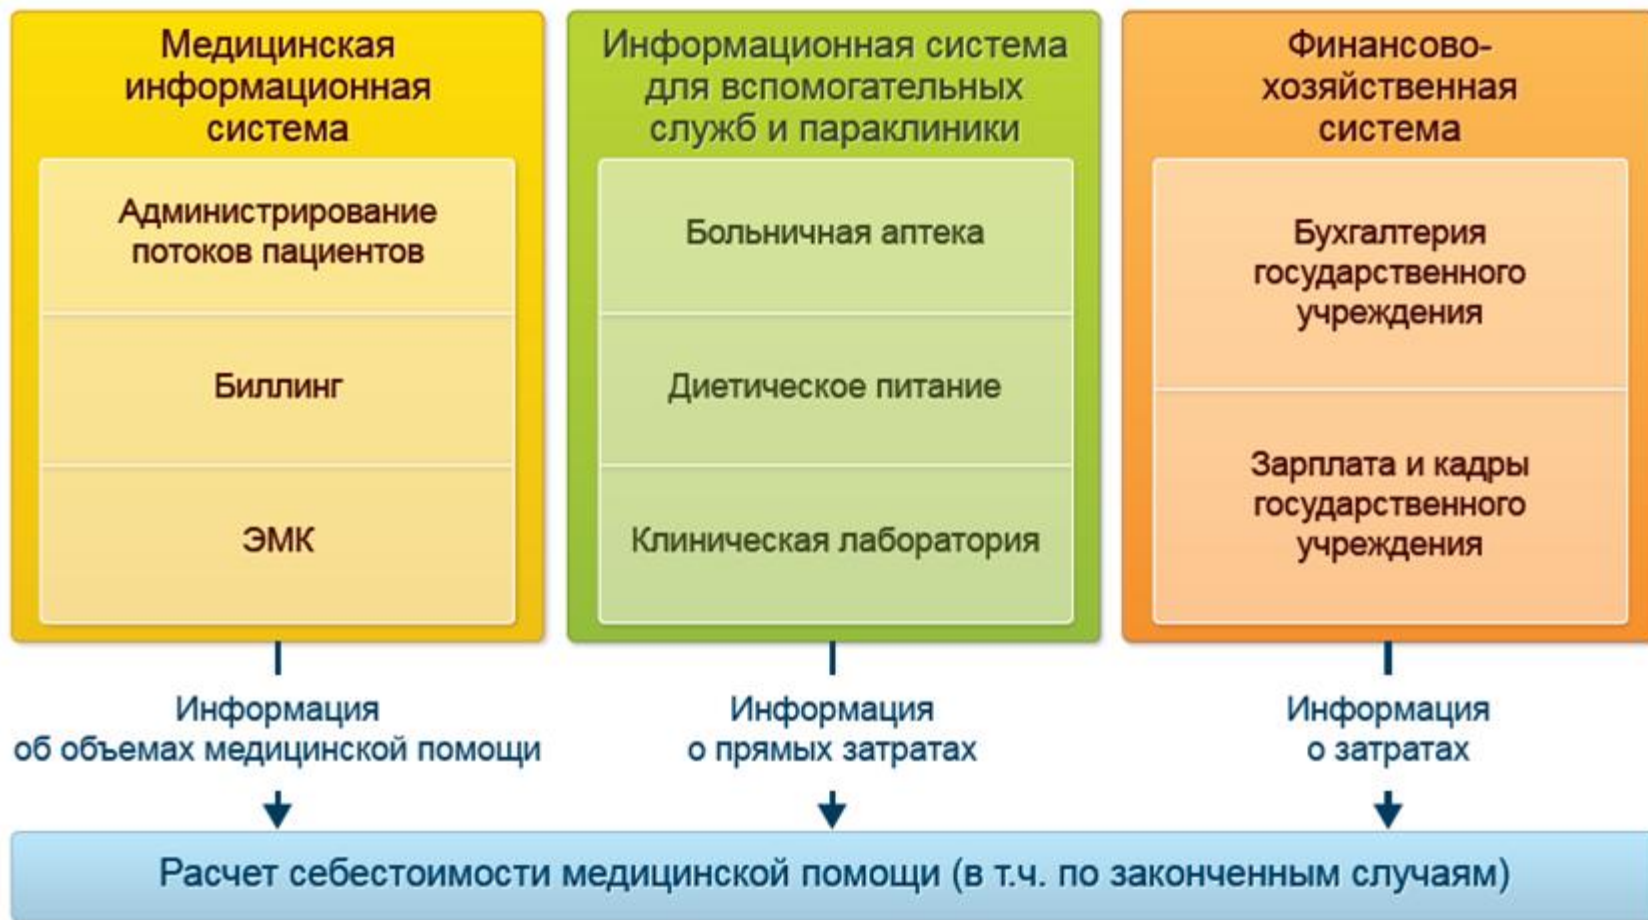 Медицинская
информационная
система
Администрирование
потоков пациентов
Биллинг
ЭМК
Информационная система
для вспомогательных
служб и параклиники
Больничная аптека
Диетическое питание
Клиническая лаборатория
Финансово-
хозяйственная
система
Бухгалтерия
государственного
учреждения
Зарплата и кадры
государственного
учреждения
Информация
об объемах медицинской помощи
Информация
о прямых затратах
Информация
о затратах
Расчет себестоимости медицинской помощи (в т.ч. по законченным случаям)